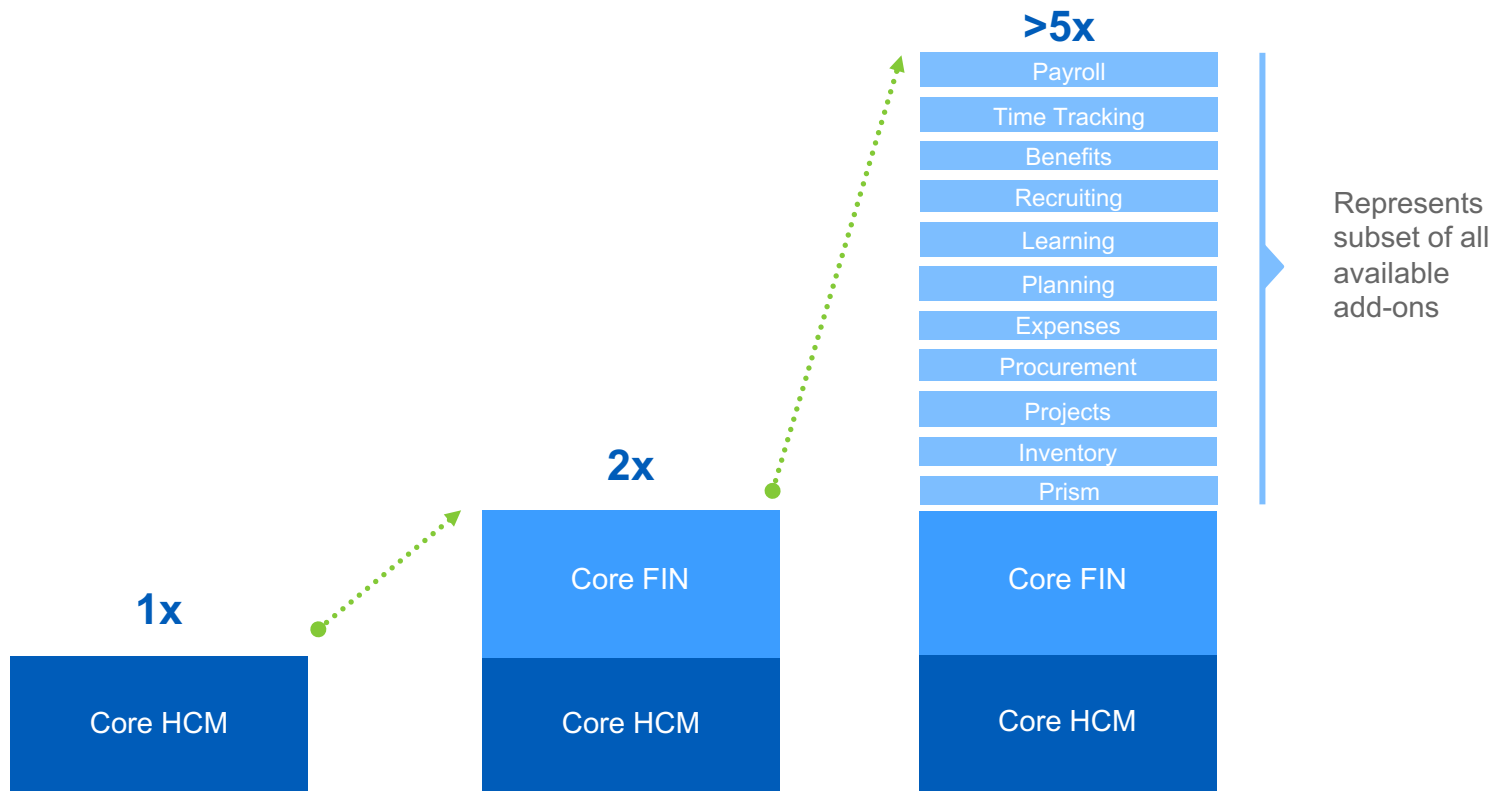 >5x
Payroll
Time Tracking
Benefits
Recruiting
Learning
Planning
Expenses
Procurement
Projects
Inventory
Prism
Represents
subset of all
available
add-ons
2x
Core FIN
Core FIN
1x
Core HCM
Core HCM
Core HCM